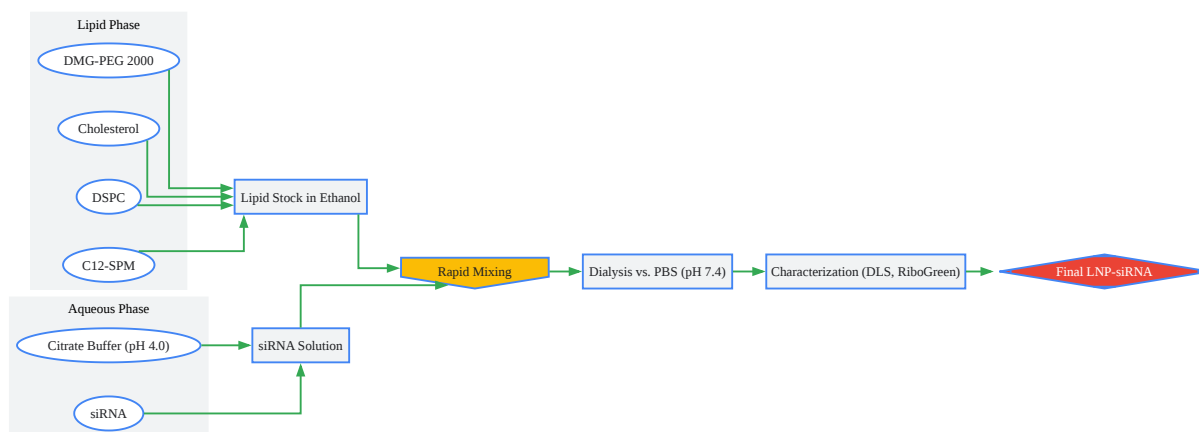 Lipid Phase
DMG-PEG 2000
Cholesterol
DSPC
C12-SPM
Lipid Stock in Ethanol
Aqueous Phase
Citrate Buffer (pH 4.0)
siRNA
siRNA Solution
Rapid Mixing
Dialysis vs. PBS (pH 7.4)
Characterization (DLS, RiboGreen)
Final LNP-siRNA